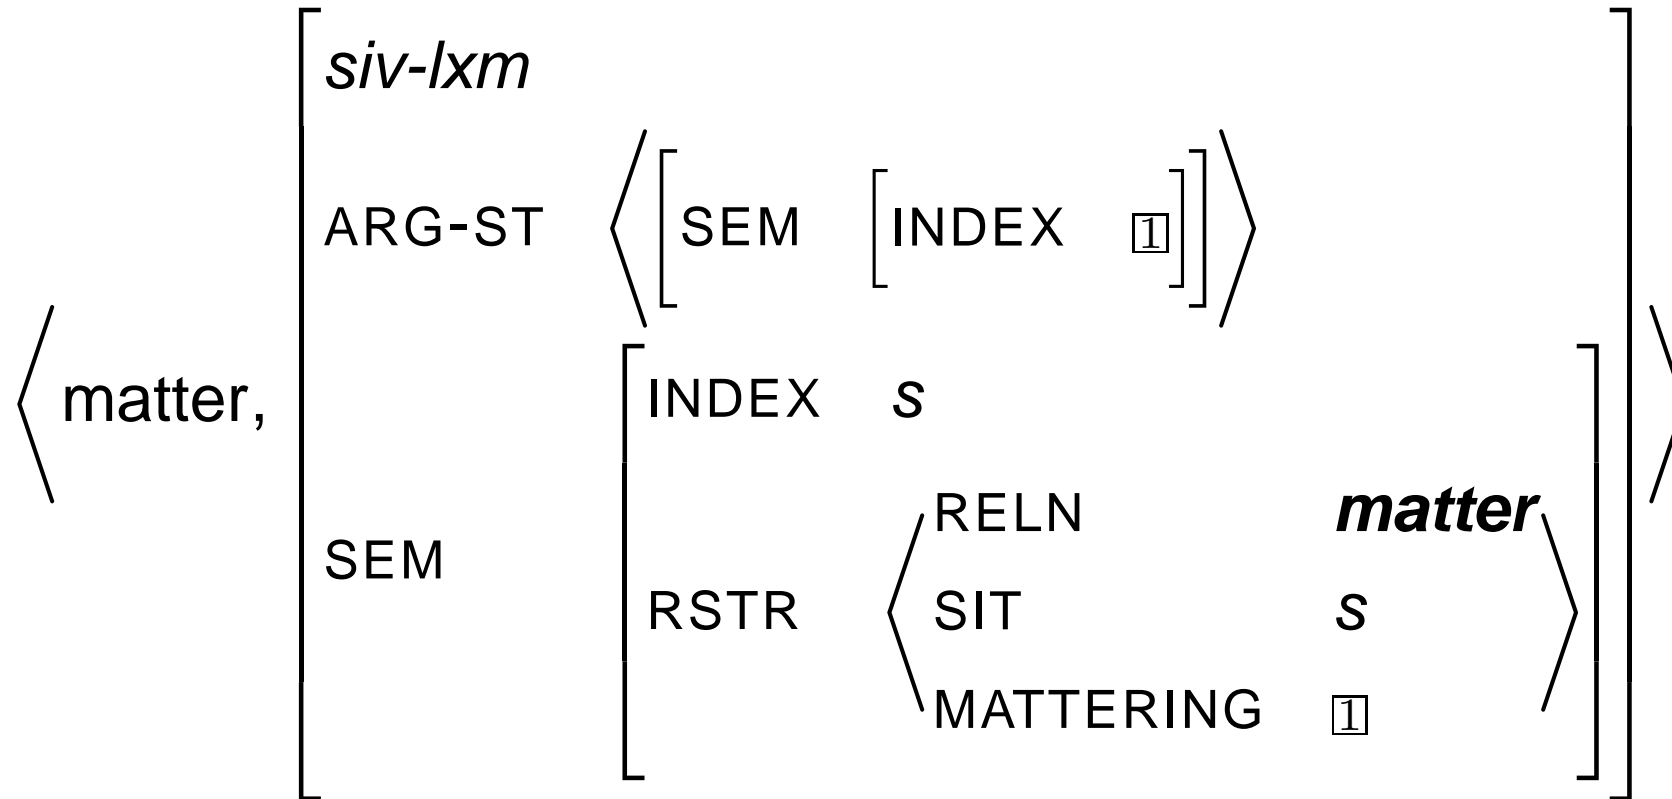 siv-lxm
ARG-ST ⟨[SEM [INDEX 1]]⟩
matter,
INDEX s
SEM
RELN matter
RSTR
SIT s
MATTERING 1